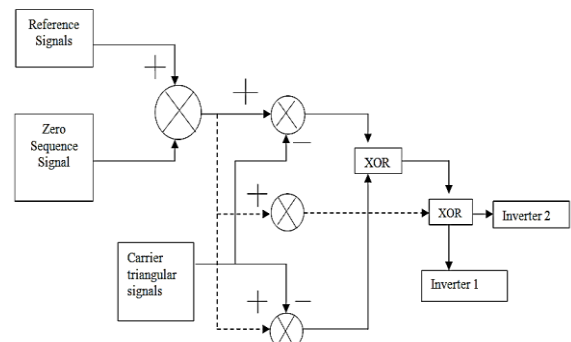 Reference
Signals
+
+
Zero
Sequence
Signal
−
XOR
+
XOR
Inverter 2
Carrier
triangular
signals
Inverter 1
+
−